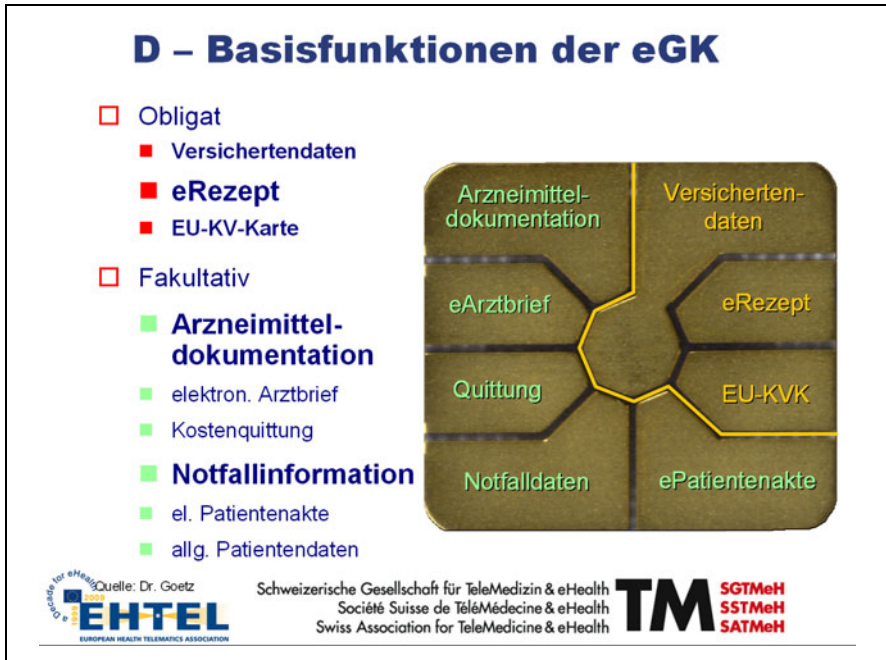 D – Basisfunktionen der eGK
Obligat
Versichertendaten
eRezept
EU-KV-Karte
Fakultativ
Arzneimittel-
dokumentation
elektron. Arztbrief
Kostenquittung
Notfallinformation
el. Patientenakte
allg. Patientendaten
Arzneimittel-
dokumentation
Versicherten-
daten
eArztbrief
eRezept
Quittung
EU-KVK
Notfalldaten
ePatientenakte
a Decade for eHealth
1999
2009
Quelle: Dr. Goetz
EHTEL
EUROPEAN HEALTH TELEMATICS ASSOCIATION
Schweizerische Gesellschaft für TeleMedizin & eHealth
Société Suisse de TéléMédecine & eHealth
Swiss Association for TeleMedicine & eHealth
TM
SGTMeH
SSTMeH
SATMeH